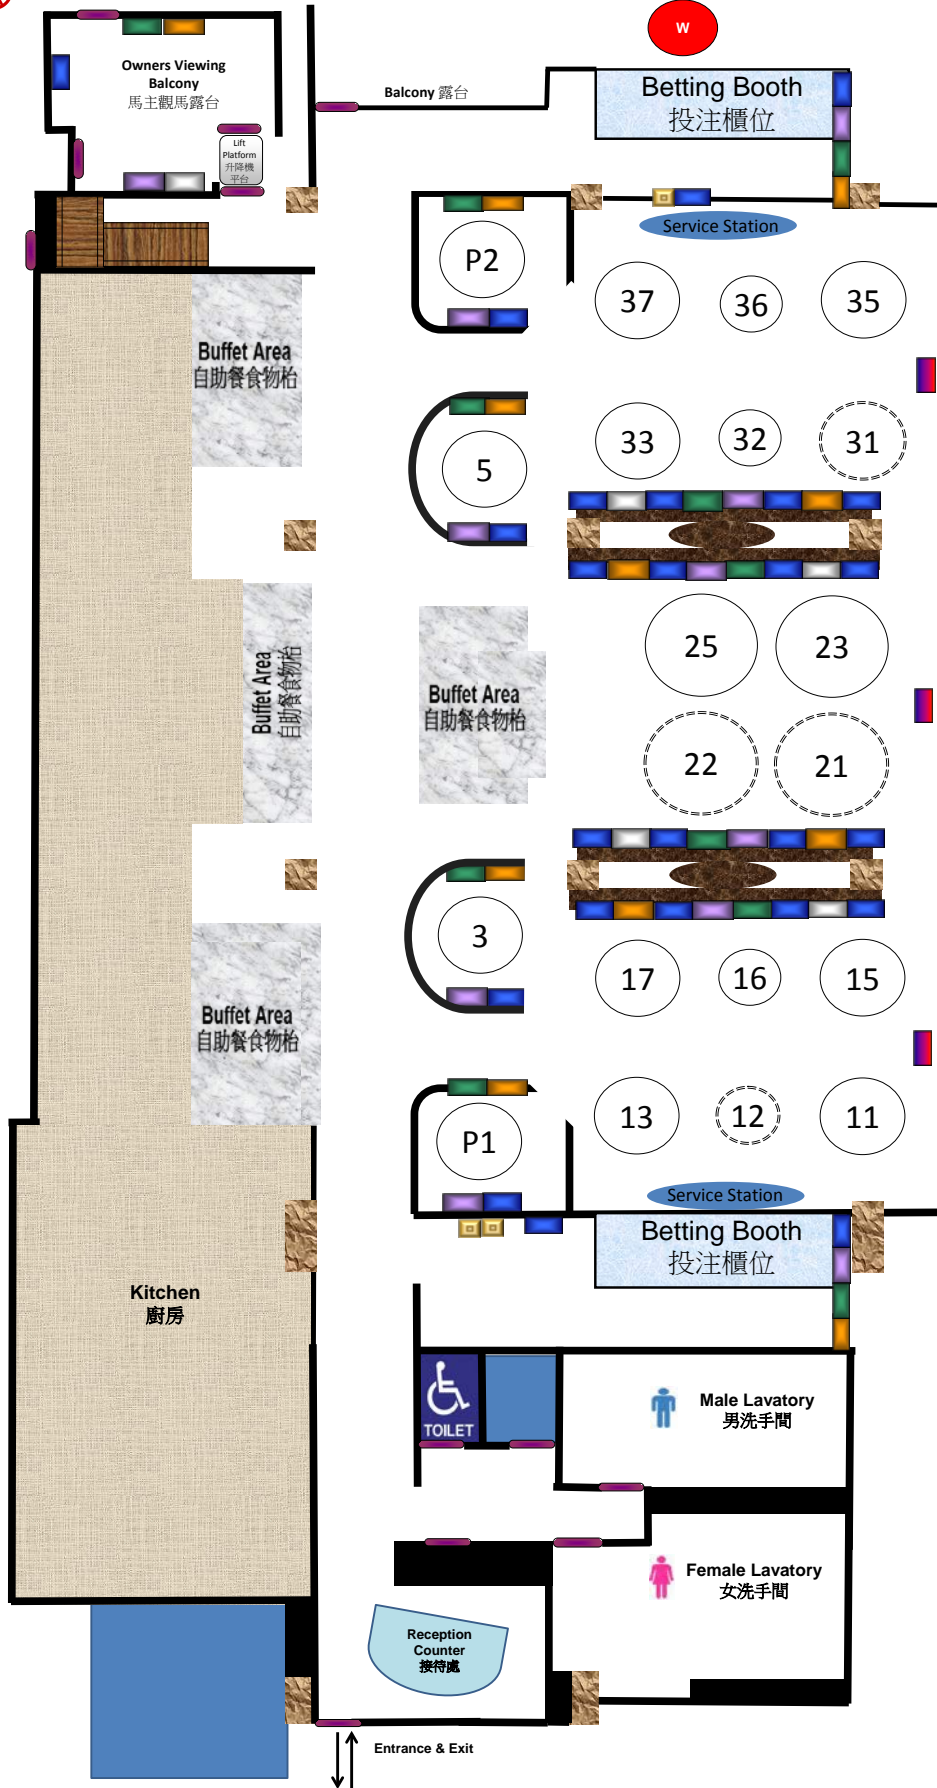 W
Owners Viewing
Balcony
馬主觀馬露台
Lift
Platform
升降機
平台
Balcony 露台
Betting Booth
投注櫃位
Service Station
P2
37
36
35
Buffet Area
自助餐食物枱
33
32
31
5
25
23
Buffet Area
自助餐食物枱
Buffet Area
自助餐食物枱
22
21
3
17
16
15
Buffet Area
自助餐食物枱
13
12
11
P1
Service Station
Betting Booth
投注櫃位
Kitchen
廚房
TOILET
Male Lavatory
男洗手間
Female Lavatory
女洗手間
Reception
Counter
接待處
Entrance & Exit